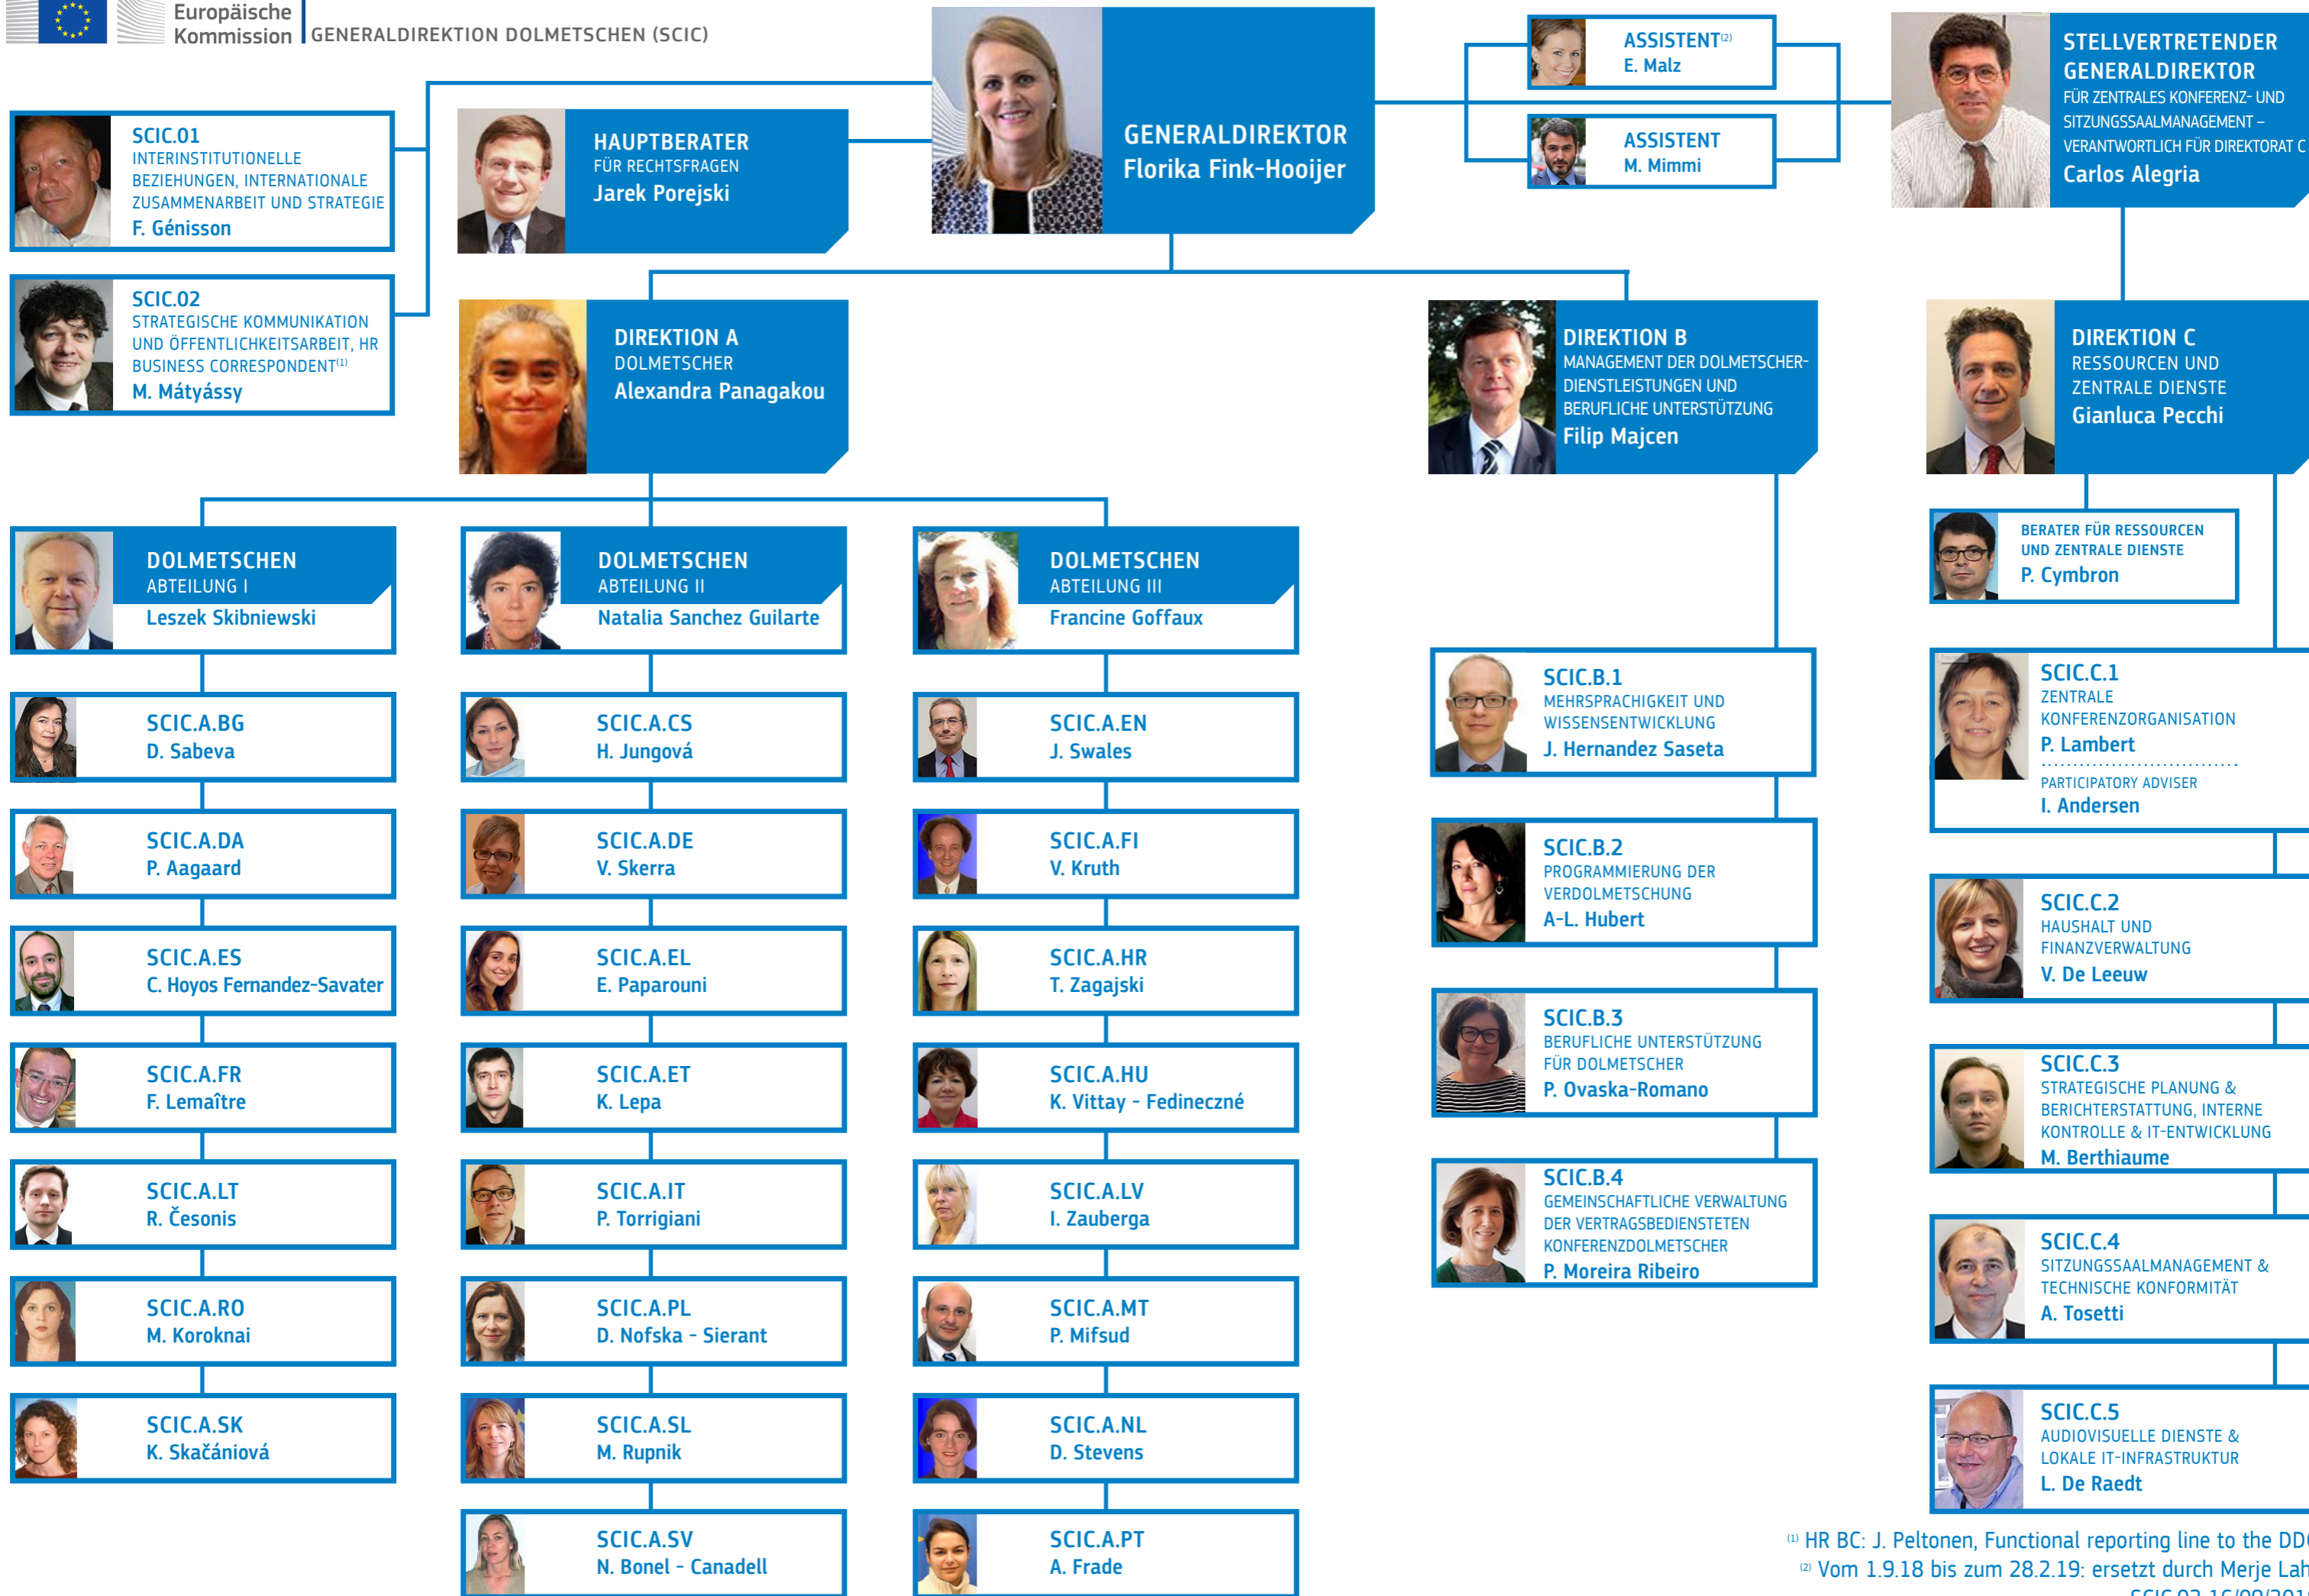 Europäische
Kommission
GENERALDIREKTION DOLMETSCHEN (SCIC)
SCIC.01
INTERINSTITUTIONELLE
BEZIEHUNGEN, INTERNATIONALE
ZUSAMMENARBEIT UND STRATEGIE
F. Génisson
SCIC.02
STRATEGISCHE KOMMUNIKATION
UND ÖFFENTLICHKEITSARBEIT, HR
BUSINESS CORRESPONDENT(1)
M. Mátyássy
HAUPTBERATER
FÜR RECHTSFRAGEN
Jarek Porejski
GENERALDIREKTOR
Florika Fink-Hooijer
ASSISTENT(2)
E. Malz
ASSISTENT
M. Mimmi
STELLVERTRETENDER
GENERALDIREKTOR
FÜR ZENTRALES KONFERENZ- UND
SITZUNGSSAALMANAGEMENT –
VERANTWORTLICH FÜR DIREKTORAT C
Carlos Alegria
DIREKTION A
DOLMETSCHER
Alexandra Panagakou
DIREKTION B
MANAGEMENT DER DOLMETSCHER-
DIENSTLEISTUNGEN UND
BERUFLICHE UNTERSTÜTZUNG
Filip Majcen
DIREKTION C
RESSOURCEN UND
ZENTRALE DIENSTE
Gianluca Pecchi
BERATER FÜR RESSOURCEN
UND ZENTRALE DIENSTE
P. Cymbron
DOLMETSCHEN
ABTEILUNG I
Leszek Skibniewski
SCIC.A.BG
D. Sabeva
SCIC.A.DA
P. Aagaard
SCIC.A.ES
C. Hoyos Fernandez-Savater
SCIC.A.FR
F. Lemaître
SCIC.A.LT
R. Česonis
SCIC.A.RO
M. Koroknai
SCIC.A.SK
K. Skačániová
DOLMETSCHEN
ABTEILUNG II
Natalia Sanchez Guilarte
SCIC.A.CS
H. Jungová
SCIC.A.DE
V. Skerra
SCIC.A.EL
E. Paparouni
SCIC.A.ET
K. Lepa
SCIC.A.IT
P. Torrigiani
SCIC.A.PL
D. Nofska - Sierant
SCIC.A.SL
M. Rupnik
SCIC.A.SV
N. Bonel - Canadell
DOLMETSCHEN
ABTEILUNG III
Francine Goffaux
SCIC.A.EN
J. Swales
SCIC.A.FI
V. Kruth
SCIC.A.HR
T. Zagajski
SCIC.A.HU
K. Vittay - Fedineczné
SCIC.A.LV
I. Zauberga
SCIC.A.MT
P. Mifsud
SCIC.A.NL
D. Stevens
SCIC.A.PT
A. Frade
SCIC.B.1
MEHRSPRACHIGKEIT UND
WISSENSENTWICKLUNG
J. Hernandez Saseta
SCIC.B.2
PROGRAMMIERUNG DER
VERDOLMETSCHUNG
A-L. Hubert
SCIC.B.3
BERUFLICHE UNTERSTÜTZUNG
FÜR DOLMETSCHER
P. Ovaska-Romano
SCIC.B.4
GEMEINSCHAFTLICHE VERWALTUNG
DER VERTRAGSBEDIENSTETEN
KONFERENZDOLMETSCHER
P. Moreira Ribeiro
SCIC.C.1
ZENTRALE
KONFERENZORGANISATION
P. Lambert
PARTICIPATORY ADVISER
I. Andersen
SCIC.C.2
HAUSHALT UND
FINANZVERWALTUNG
V. De Leeuw
SCIC.C.3
STRATEGISCHE PLANUNG &
BERICHTERSTATTUNG, INTERNE
KONTROLLE & IT-ENTWICKLUNG
M. Berthiaume
SCIC.C.4
SITZUNGSSAALMANAGEMENT &
TECHNISCHE KONFORMITÄT
A. Tosetti
SCIC.C.5
AUDIOVISUELLE DIENSTE &
LOKALE IT-INFRASTRUKTUR
L. De Raedt
(1) HR BC: J. Peltonen, Functional reporting line to the
(2) Vom 1.9.18 bis zum 28.2.19: ersetzt durch Merje